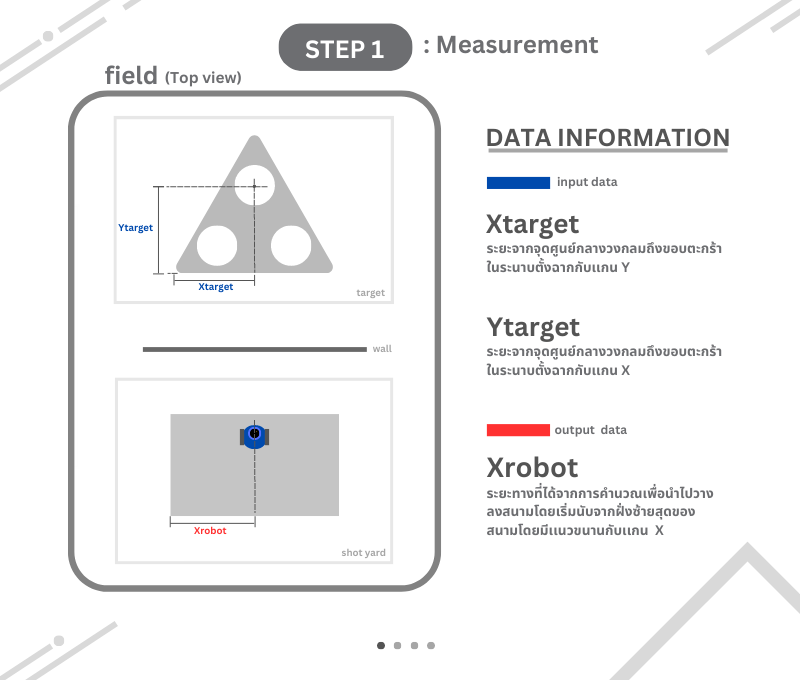 STEP 1 : Measurement
field (Top view)
Ytarget
Xtarget
target
wall
Xrobot
shot yard
DATA INFORMATION
input data
Xtarget
ระยะจากจุดศูนย์กลางวงกลมถึงขอบตะกร้า
ในระนาบตั้งฉากกับแกน Y
Ytarget
ระยะจากจุดศูนย์กลางวงกลมถึงขอบตะกร้า
ในระนาบตั้งฉากกับแกน X
output data
Xrobot
ระยะทางที่ได้จากการคำนวณเพื่อนำไปวาง
ลงสนามโดยเริ่มนับจากฝั่งซ้ายสุดของ
สนามโดยมีแนวขนานกับแกน X